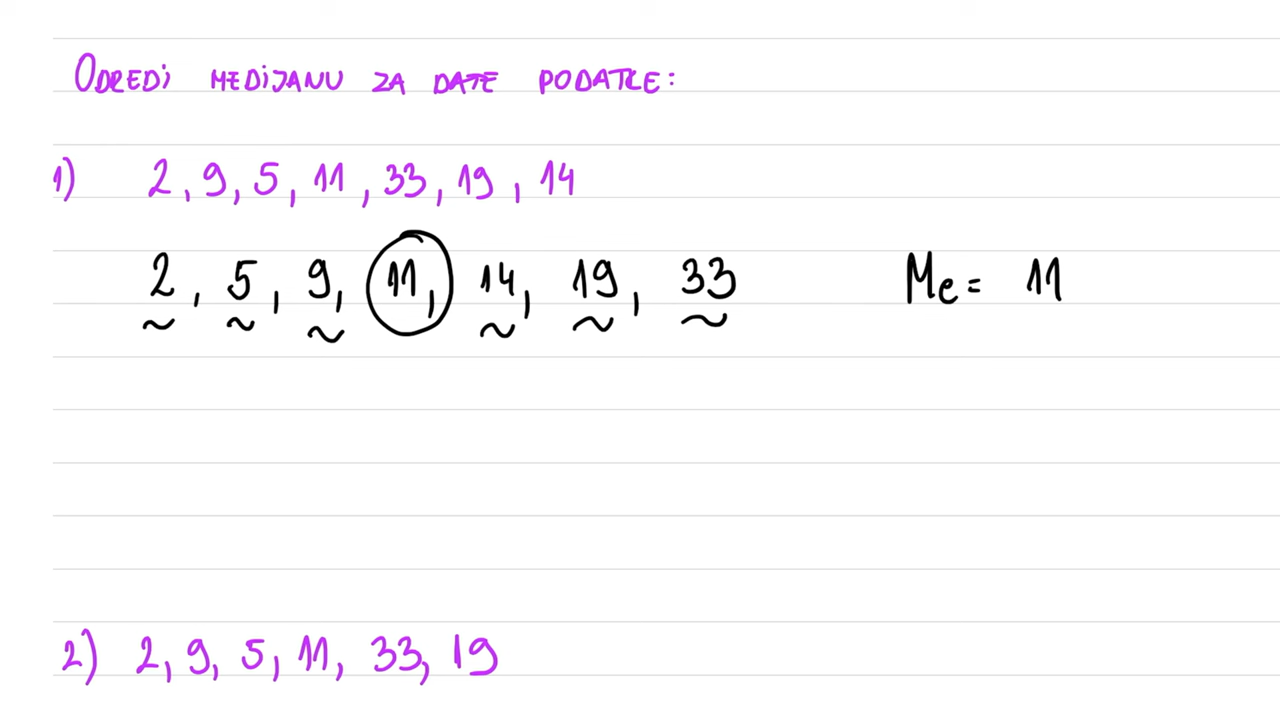 ODREDI MEDIJANU ZA DATE PODATKE:
1) 2, 9, 5, 11, 33, 19, 14
2, 5, 9, 11, 14, 19, 33 Me = 11
2) 2, 9, 5, 11, 33, 19